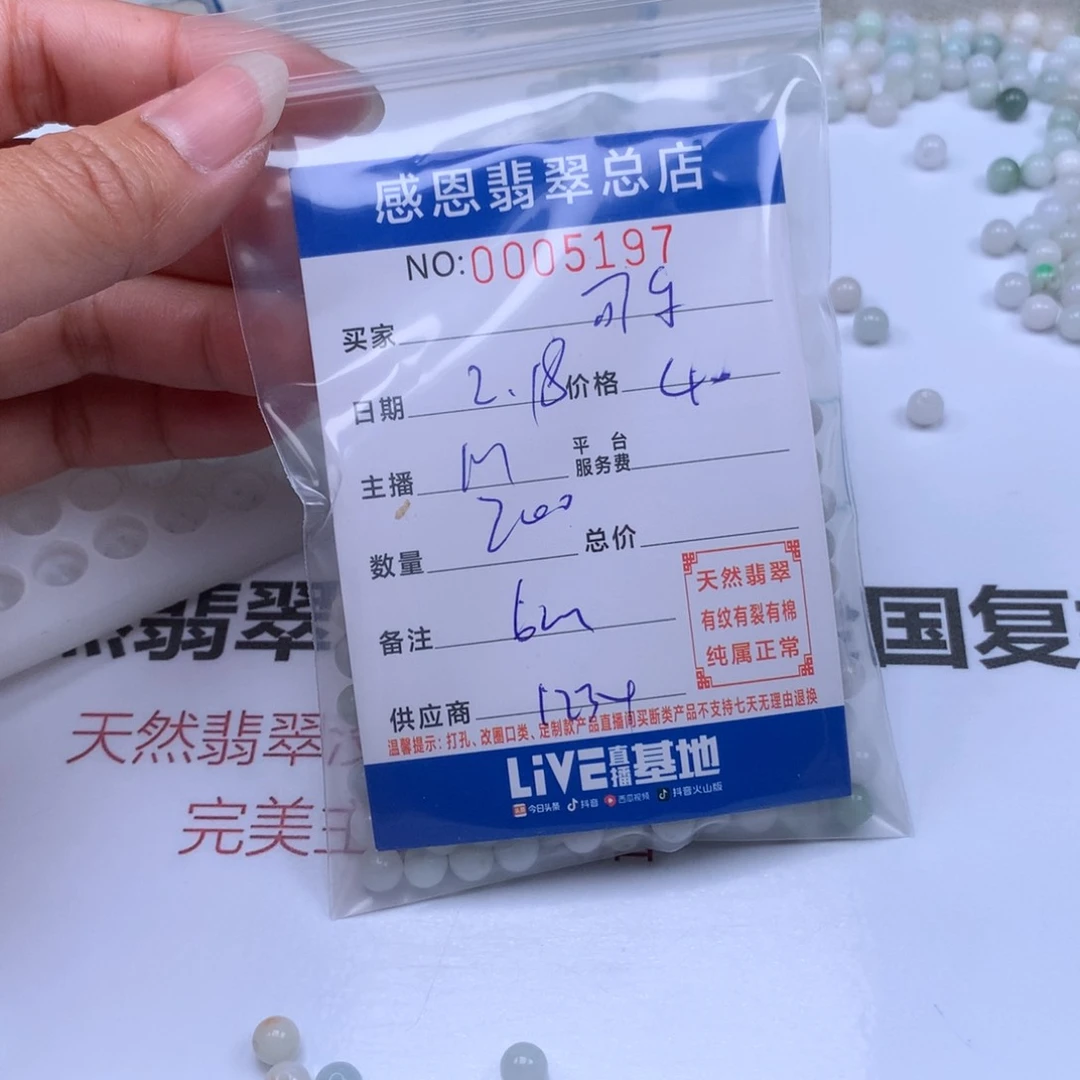 感恩翡翠总店
NO:0005197
买家
日期 2.18 价格
主播 M 平台服务费
数量 200 总价
备注 6m
供应商 1234
天然翡翠
有纹有裂有棉
纯属正常
温馨提示：打孔、改圈口类、定制款产品直播间买断类产品不支持七天无理由退换
LiVE直播基地
今日头条 抖音 西瓜视频 抖音火山版
翡翠
国复
天然翡翠
完美